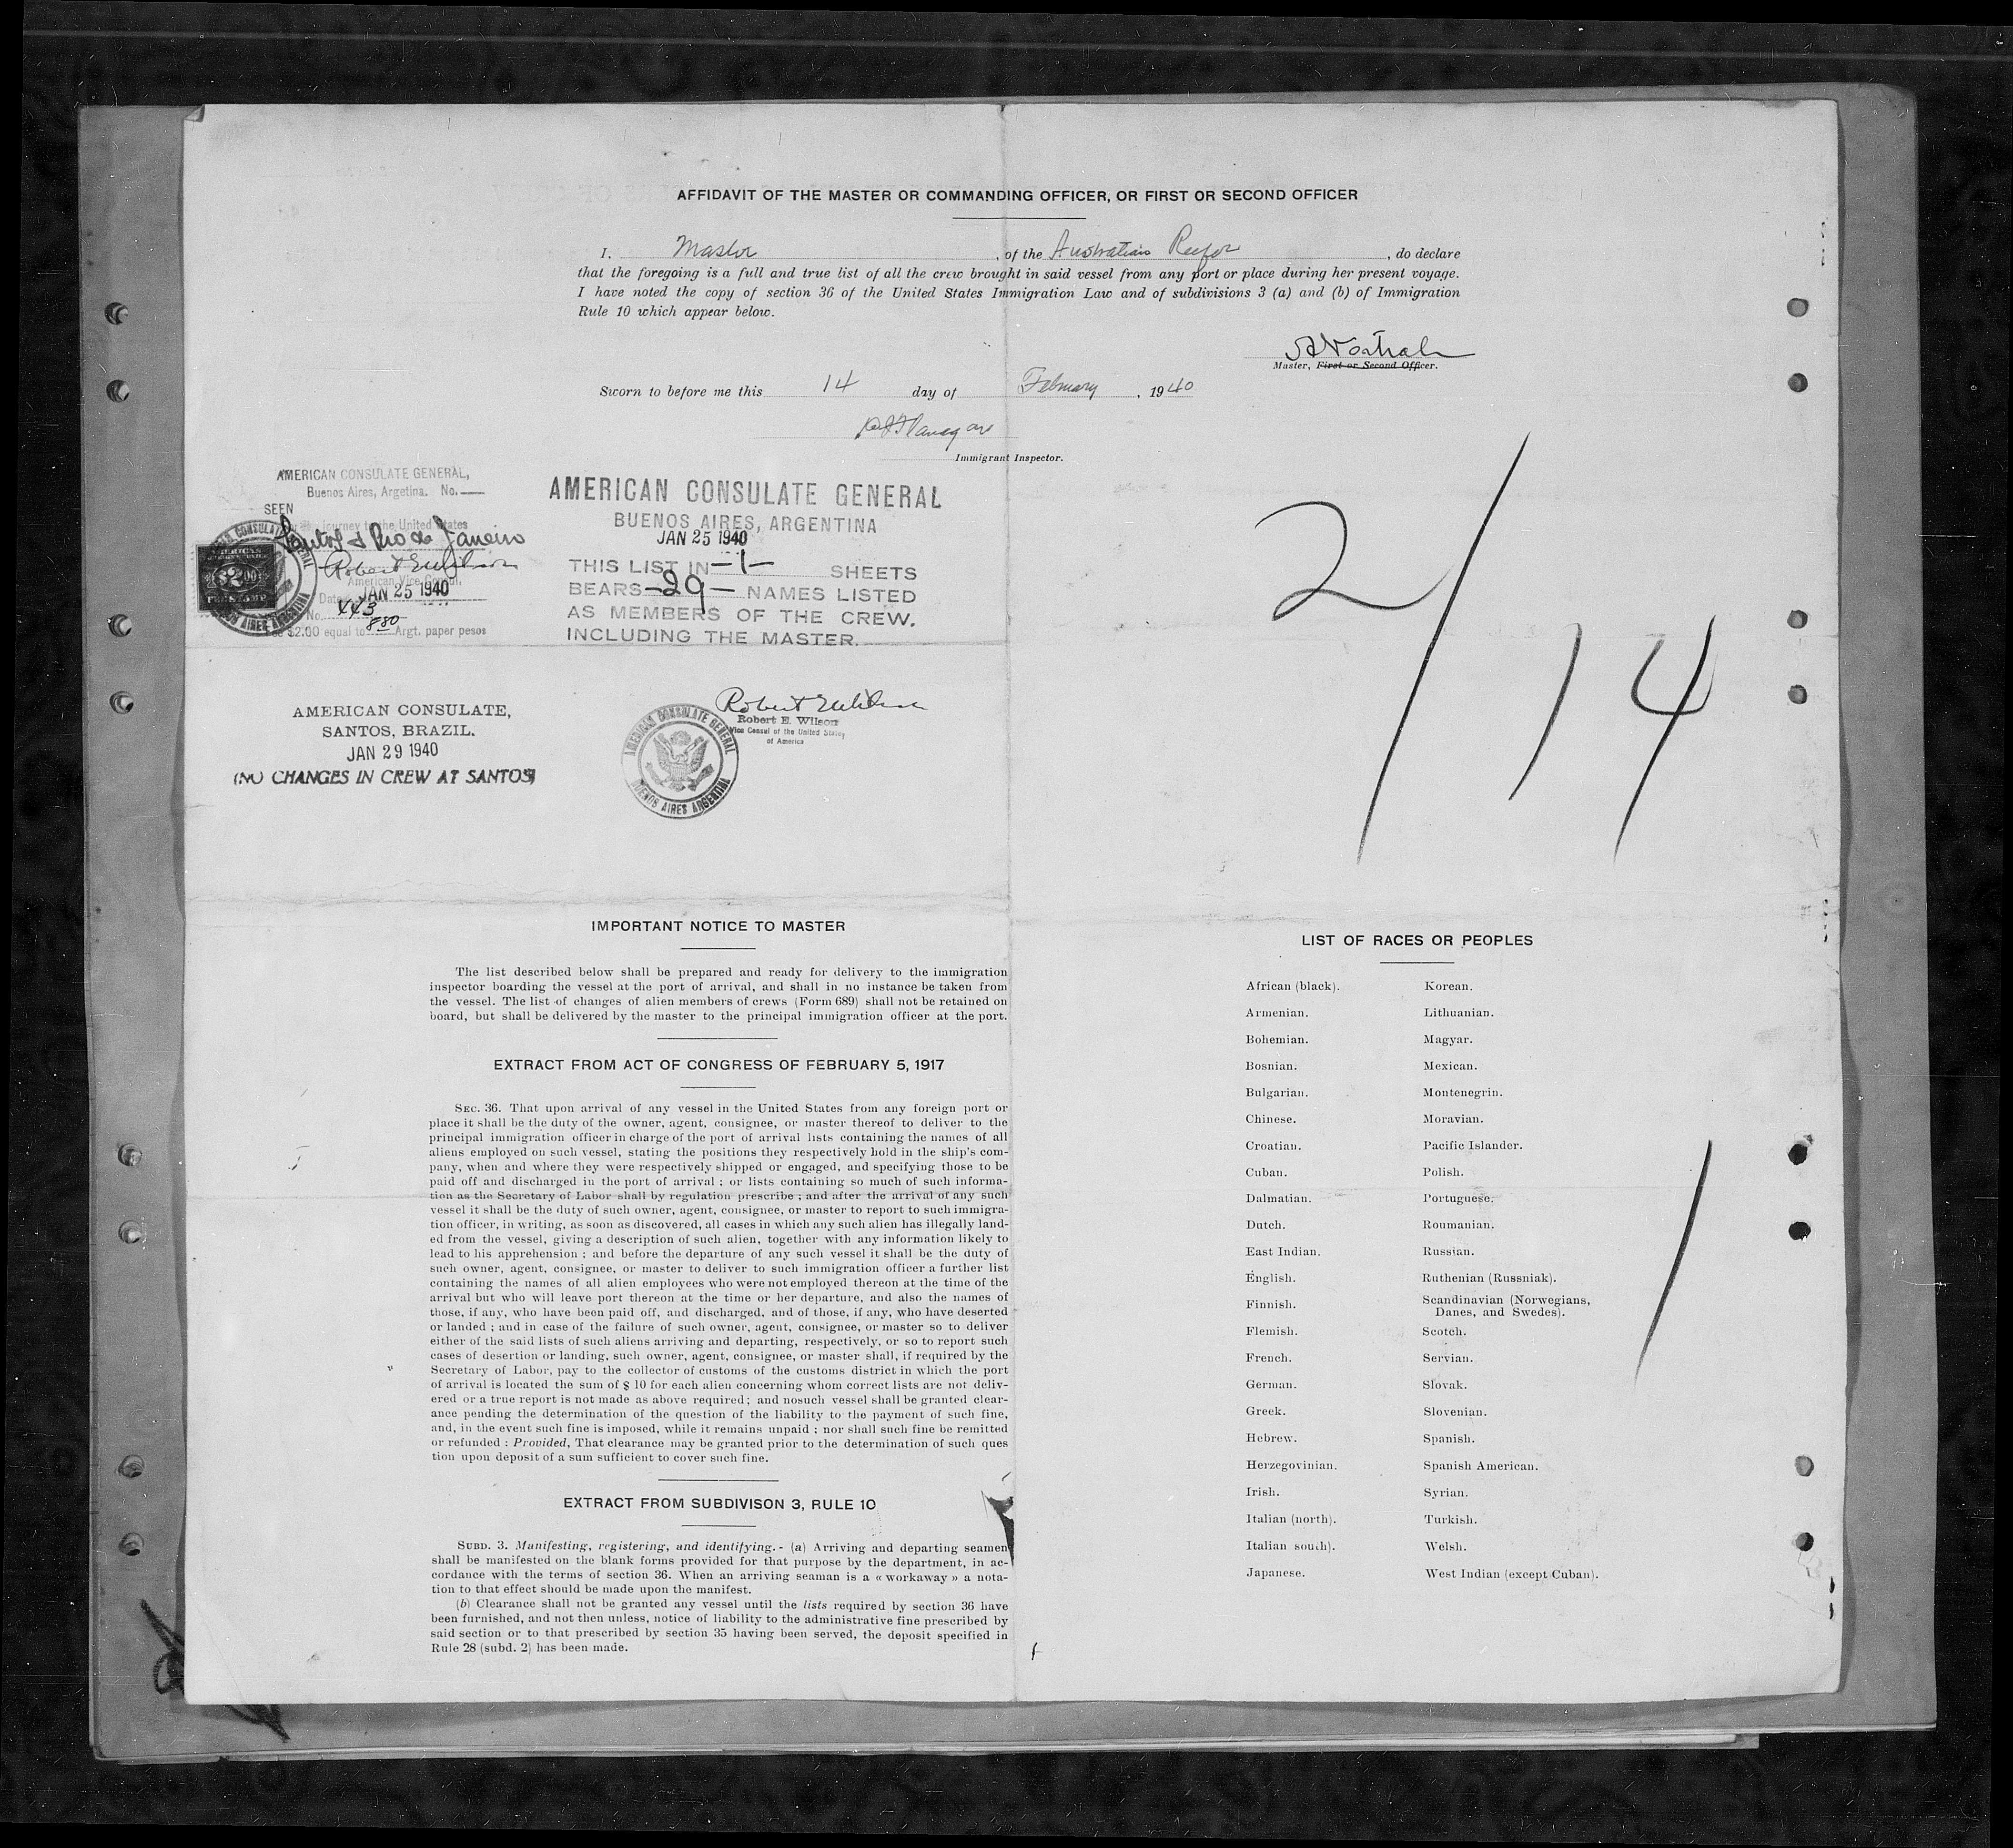 AFFIDAVIT OF THE MASTER OR COMMANDING OFFICER, OR FIRST OR SECOND OFFICER
I. Master, of the Australian Reefer, do declare
that the foregoing is a full and true list of all the crew brought in said vessel from any port or place during her present voyage.
I have noted the copy of section 36 of the United States Immigration Law and of subdivisions 3 (a) and (b) of Immigration
Rule 10 which appear below.
Master, First or Second Officer.
Sworn to before me this 14 day of February, 1940
Immigrant Inspector.
AMERICAN CONSULATE GENERAL,
Buenos Aires, Argetina. No.
SEEN
journey to the United States
Santos & Rio de Janeiro
Robert E Wilson
American Vice Consul.
Date JAN 25 1940
No. 443
$2.00 equal to 880 Argt. paper pesos
AMERICAN CONSULATE GENERAL
BUENOS AIRES, ARGENTINA
JAN 25 1940
THIS LIST IN -1- SHEETS
BEARS -29- NAMES LISTED
AS MEMBERS OF THE CREW.
INCLUDING THE MASTER.
2/14
AMERICAN CONSULATE,
SANTOS, BRAZIL.
JAN 29 1940
(NO CHANGES IN CREW AT SANTOS)
Robert E Wilson
Robert E. Wilson
Vice Consul of the United States
of America
AMERICAN CONSULATE GENERAL
BUENOS AIRES ARGENTINA
IMPORTANT NOTICE TO MASTER
The list described below shall be prepared and ready for delivery to the immigration
inspector boarding the vessel at the port of arrival, and shall in no instance be taken from
the vessel. The list of changes of alien members of crews (Form 689) shall not be retained on
board, but shall be delivered by the master to the principal immigration officer at the port.
EXTRACT FROM ACT OF CONGRESS OF FEBRUARY 5, 1917
SEC. 36. That upon arrival of any vessel in the United States from any foreign port or
place it shall be the duty of the owner, agent, consignee, or master thereof to deliver to the
principal immigration officer in charge of the port of arrival lists containing the names of all
aliens employed on such vessel, stating the positions they respectively hold in the ship's com-
pany, when and where they were respectively shipped or engaged, and specifying those to be
paid off and discharged in the port of arrival ; or lists containing so much of such informa-
tion as the Secretary of Labor shall by regulation prescribe ; and after the arrival of any such
vessel it shall be the duty of such owner, agent, consignee, or master to report to such immigra-
tion officer, in writing, as soon as discovered, all cases in which any such alien has illegally land-
ed from the vessel, giving a description of such alien, together with any information likely to
lead to his apprehension ; and before the departure of any such vessel it shall be the duty of
such owner, agent, consignee, or master to deliver to such immigration officer a further list
containing the names of all alien employees who were not employed thereon at the time of the
arrival but who will leave port thereon at the time or her departure, and also the names of
those, if any, who have been paid off, and discharged, and of those, if any, who have deserted
or landed ; and in case of the failure of such owner, agent, consignee, or master so to deliver
either of the said lists of such aliens arriving and departing, respectively, or so to report such
cases of desertion or landing, such owner, agent, consignee, or master shall, if required by the
Secretary of Labor, pay to the collector of customs of the customs district in which the port
of arrival is located the sum of $ 10 for each alien concerning whom correct lists are not deliv-
ered or a true report is not made as above required; and nosuch vessel shall be granted clear-
ance pending the determination of the question of the liability to the payment of such fine,
and, in the event such fine is imposed, while it remains unpaid ; nor shall such fine be remitted
or refunded : Provided, That clearance may be granted prior to the determination of such ques
tion upon deposit of a sum sufficient to cover such fine.
EXTRACT FROM SUBDIVISON 3, RULE 10
SUBD. 3. Manifesting, registering, and identifying. - (a) Arriving and departing seamen
shall be manifested on the blank forms provided for that purpose by the department, in ac-
cordance with the terms of section 36. When an arriving seaman is a « workaway » a nota-
tion to that effect should be made upon the manifest.
(b) Clearance shall not be granted any vessel until the lists required by section 36 have
been furnished, and not then unless, notice of liability to the administrative fine prescribed by
said section or to that prescribed by section 35 having been served, the deposit specified in
Rule 28 (subd. 2) has been made.
LIST OF RACES OR PEOPLES
African (black). Korean.
Armenian. Lithuanian.
Bohemian. Magyar.
Bosnian. Mexican.
Bulgarian. Montenegrin.
Chinese. Moravian.
Croatian. Pacific Islander.
Cuban. Polish.
Dalmatian. Portuguese.
Dutch. Roumanian.
East Indian. Russian.
English. Ruthenian (Russniak).
Finnish. Scandinavian (Norwegians,
Danes, and Swedes).
Flemish. Scotch.
French. Servian.
German. Slovak.
Greek. Slovenian.
Hebrew. Spanish.
Herzegovinian. Spanish American.
Irish. Syrian.
Italian (north). Turkish.
Italian south). Welsh.
Japanese. West Indian (except Cuban).